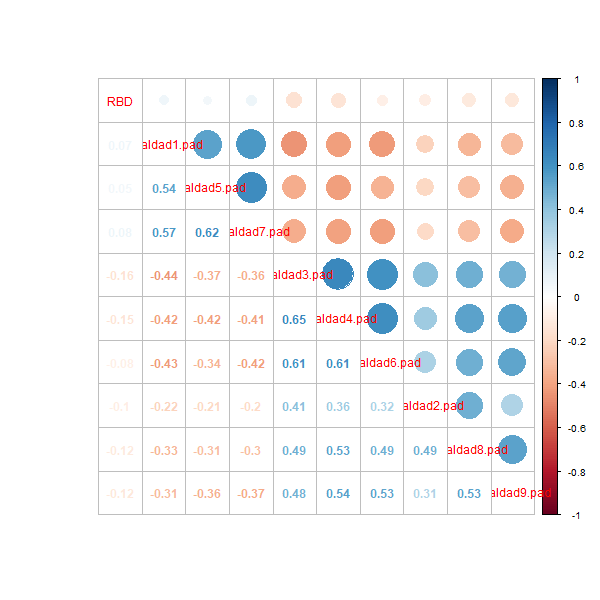 RBD
0.07 aldad1.pad
0.05 0.54 aldad5.pad
0.08 0.57 0.62 aldad7.pad
-0.16 -0.44 -0.37 -0.36 aldad3.pad
-0.15 -0.42 -0.42 -0.41 0.65 aldad4.pad
-0.08 -0.43 -0.34 -0.42 0.61 0.61 aldad6.pad
-0.1 -0.22 -0.21 -0.2 0.41 0.36 0.32 aldad2.pad
-0.12 -0.33 -0.31 -0.3 0.49 0.53 0.49 0.49 aldad8.pad
-0.12 -0.31 -0.36 -0.37 0.48 0.54 0.53 0.31 0.53 aldad9.pad
1
0.8
0.6
0.4
0.2
0
-0.2
-0.4
-0.6
-0.8
-1